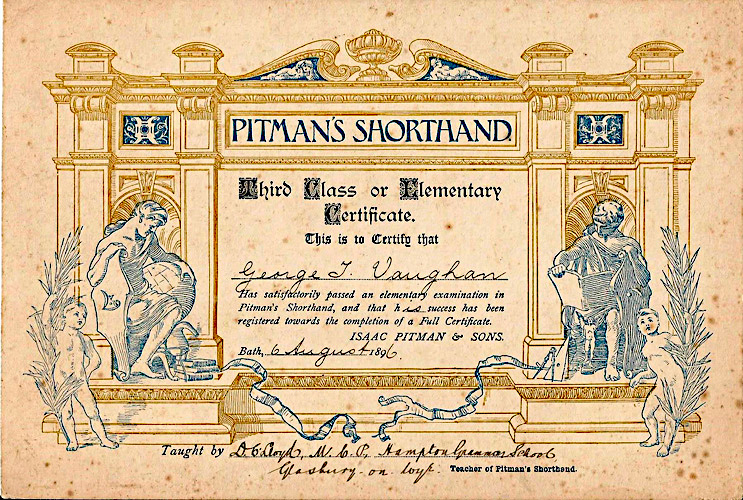 PITMAN'S SHORTHAND.
Third Class or Elementary
Certificate.
This is to Certify that
George T. Vaughan
Has satisfactorily passed an elementary examination in
Pitman's Shorthand, and that his success has been
registered towards the completion of a Full Certificate.
ISAAC PITMAN & SONS.
Bath, 6 August 1896.
Taught by D. C. Lloyd, M. C. P., Hampton Grammar School
Glasbury-on-Wye. Teacher of Pitman's Shorthand.